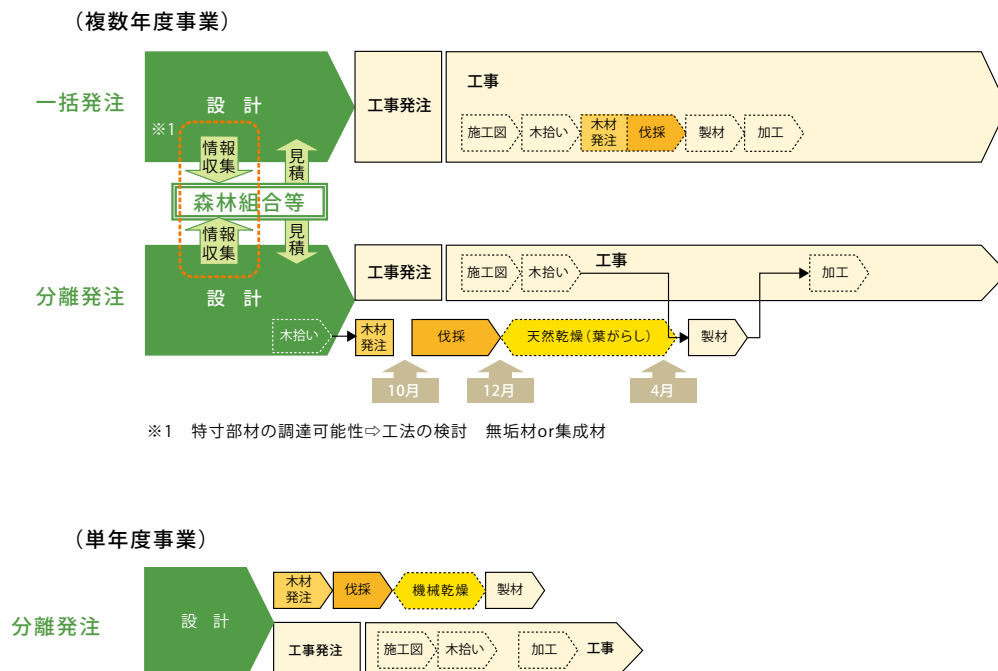 （複数年度事業）
一括発注
設　計
※1
情報
収集
見
積
工事発注
工事
施工図
木拾い
木材
発注
伐採
製材
加工
森林組合等
情報
収集
見
積
分離発注
設　計
木拾い
工事発注
工事
施工図
木拾い
加工
木材
発注
伐採
天然乾燥（葉がらし）
製材
10月
12月
4月
※1　特寸部材の調達可能性⇨工法の検討　無垢材or集成材
（単年度事業）
分離発注
設　計
木材
発注
伐採
機械乾燥
製材
工事発注
施工図
木拾い
加工
工事